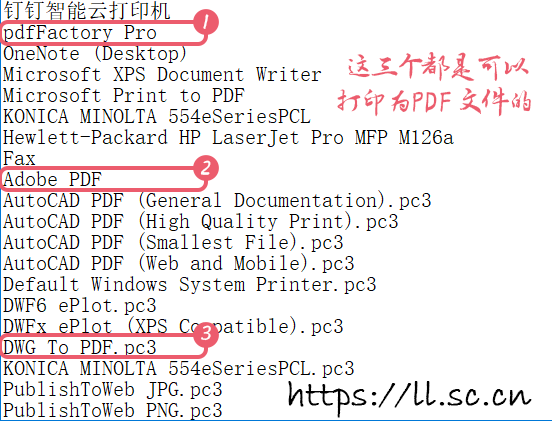 钉钉智能云打印机
pdfFactory Pro
1
OneNote (Desktop)
Microsoft XPS Document Writer
Microsoft Print to PDF
KONICA MINOLTA 554eSeriesPCL
Hewlett-Packard HP LaserJet Pro MFP M126a
Fax
Adobe PDF
2
AutoCAD PDF (General Documentation).pc3
AutoCAD PDF (High Quality Print).pc3
AutoCAD PDF (Smallest File).pc3
AutoCAD PDF (Web and Mobile).pc3
Default Windows System Printer.pc3
DWF6 ePlot.pc3
DWFx ePlot (XPS Compatible).pc3
DWG To PDF.pc3
3
KONICA MINOLTA 554eSeriesPCL.pc3
PublishToWeb JPG.pc3
PublishToWeb PNG.pc3
这三个都是可以
打印为PDF文件的
https://ll.sc.cn